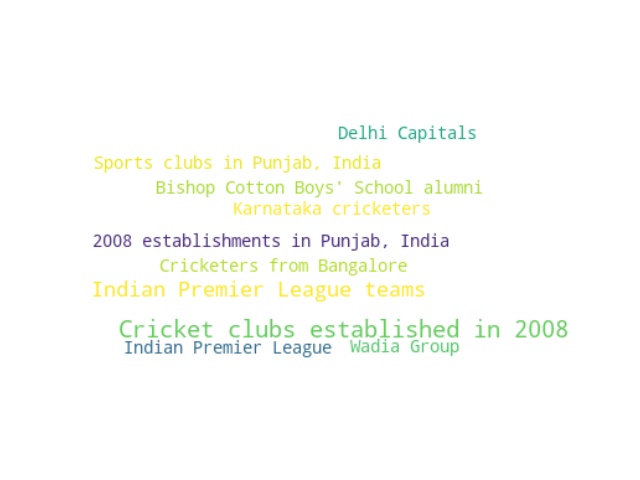 Delhi Capitals
Sports clubs in Punjab, India
Bishop Cotton Boys' School alumni
Karnataka cricketers
2008 establishments in Punjab, India
Cricketers from Bangalore
Indian Premier League teams
Cricket clubs established in 2008
Indian Premier League
Wadia Group